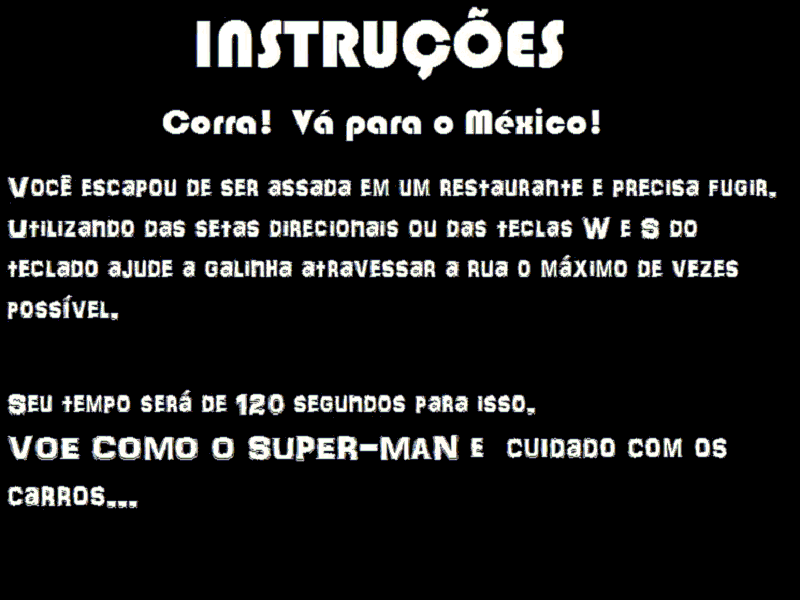 INSTRUÇÕES
Corra! Vá para o México!
Você escapou de ser assada em um restaurante e precisa fugir.
Utilizando das setas direcionais ou das teclas W e S do
teclado ajude a galinha atravessar a rua o máximo de vezes
possível.
Seu tempo será de 120 segundos para isso.
VOE COMO O SUPER-MAN e cuidado com os
carros...